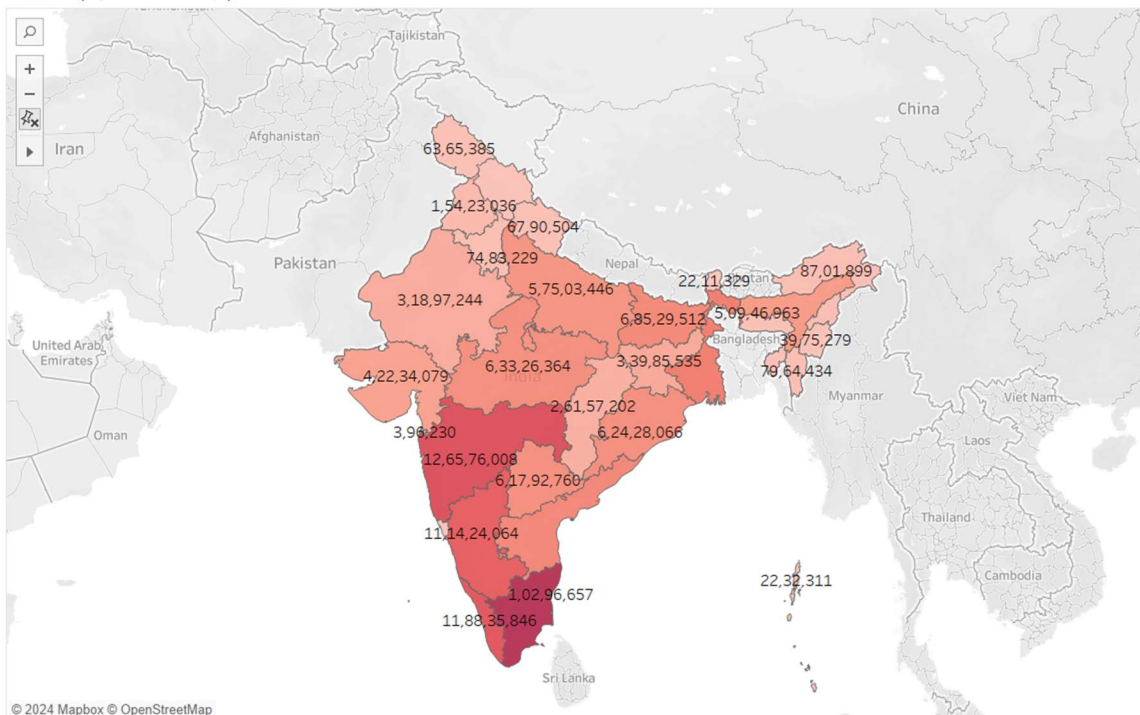 Tajikistan
China
Afghanistan
Iran
63,65,385
1,54,23,036
67,90,504
Pakistan
74,83,229
Nepal
22,11,329
87,01,899
3,18,97,244
5,75,03,446
5,09,46,963
6,85,29,512
Bangladesh
39,75,279
United Arab
Emirates
4,22,34,079
6,33,26,364
India
3,39,85,535
79,64,434
Myanmar
Viet Nam
2,61,57,202
Oman
3,96,230
6,24,28,066
Laos
12,65,76,008
6,17,92,760
Thailand
11,14,24,064
Cambodia
22,32,311
1,02,96,657
11,88,35,846
Sri Lanka
© 2024 Mapbox © OpenStreetMap